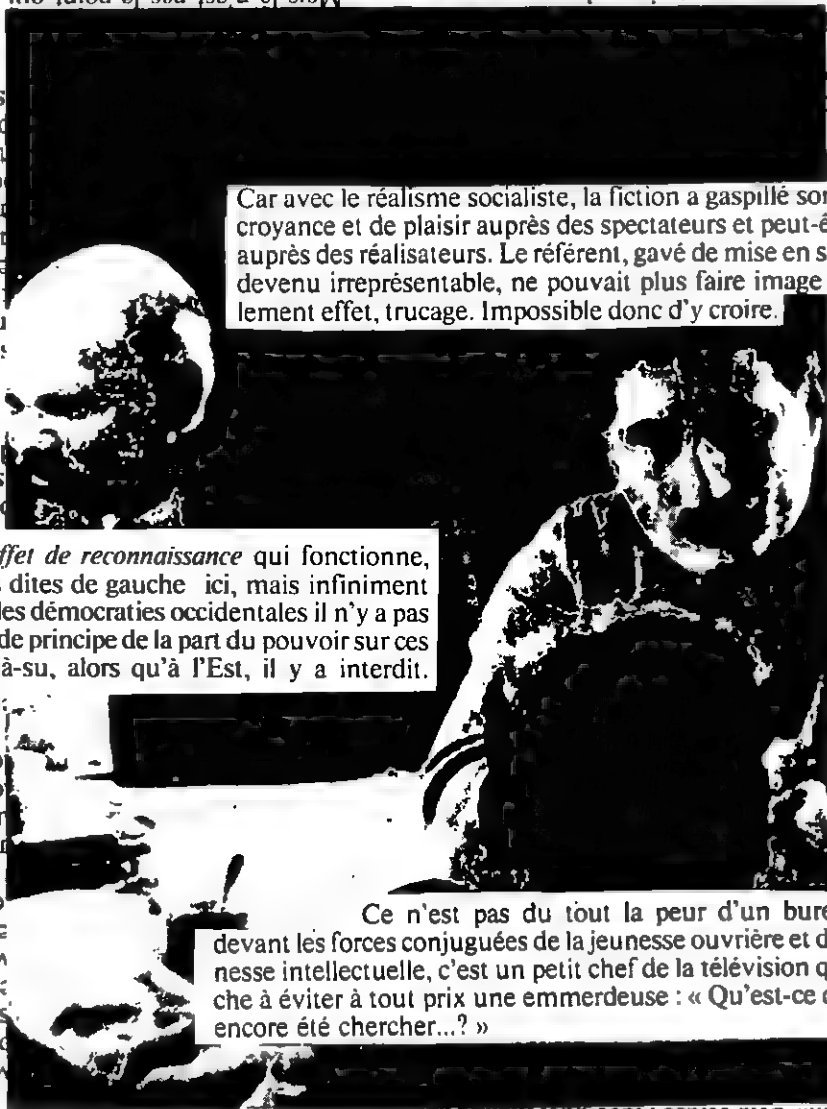 Car avec le réalisme socialiste, la fiction a gaspillé son
croyance et de plaisir auprès des spectateurs et peut-ê
auprès des réalisateurs. Le référent, gavé de mise en s
devenu irreprésentable, ne pouvait plus faire image
lement effet, trucage. Impossible donc d'y croire.
ffet de reconnaissance qui fonctionne,
dites de gauche ici, mais infiniment
les démocraties occidentales il n'y a pas
de principe de la part du pouvoir sur ces
à-su, alors qu'à l'Est, il y a interdit.
Ce n'est pas du tout la peur d'un bure
devant les forces conjuguées de la jeunesse ouvrière et d
nesse intellectuelle, c'est un petit chef de la télévision q
che à éviter à tout prix une emmerdeuse : « Qu'est-ce
encore été chercher...? »